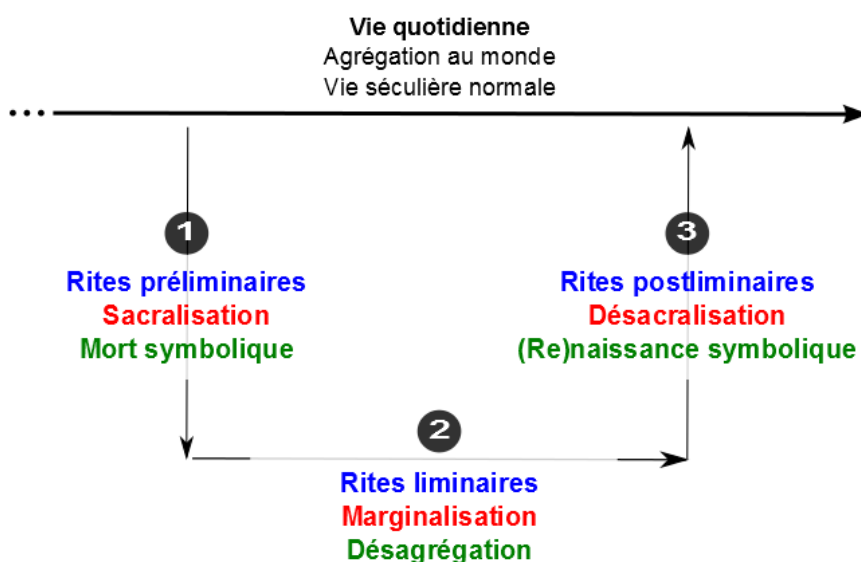 Vie quotidienne
Agrégation au monde
Vie séculière normale
1
Rites préliminaires
Sacralisation
Mort symbolique
3
Rites postliminaires
Désacralisation
(Re)naissance symbolique
2
Rites liminaires
Marginalisation
Désagrégation